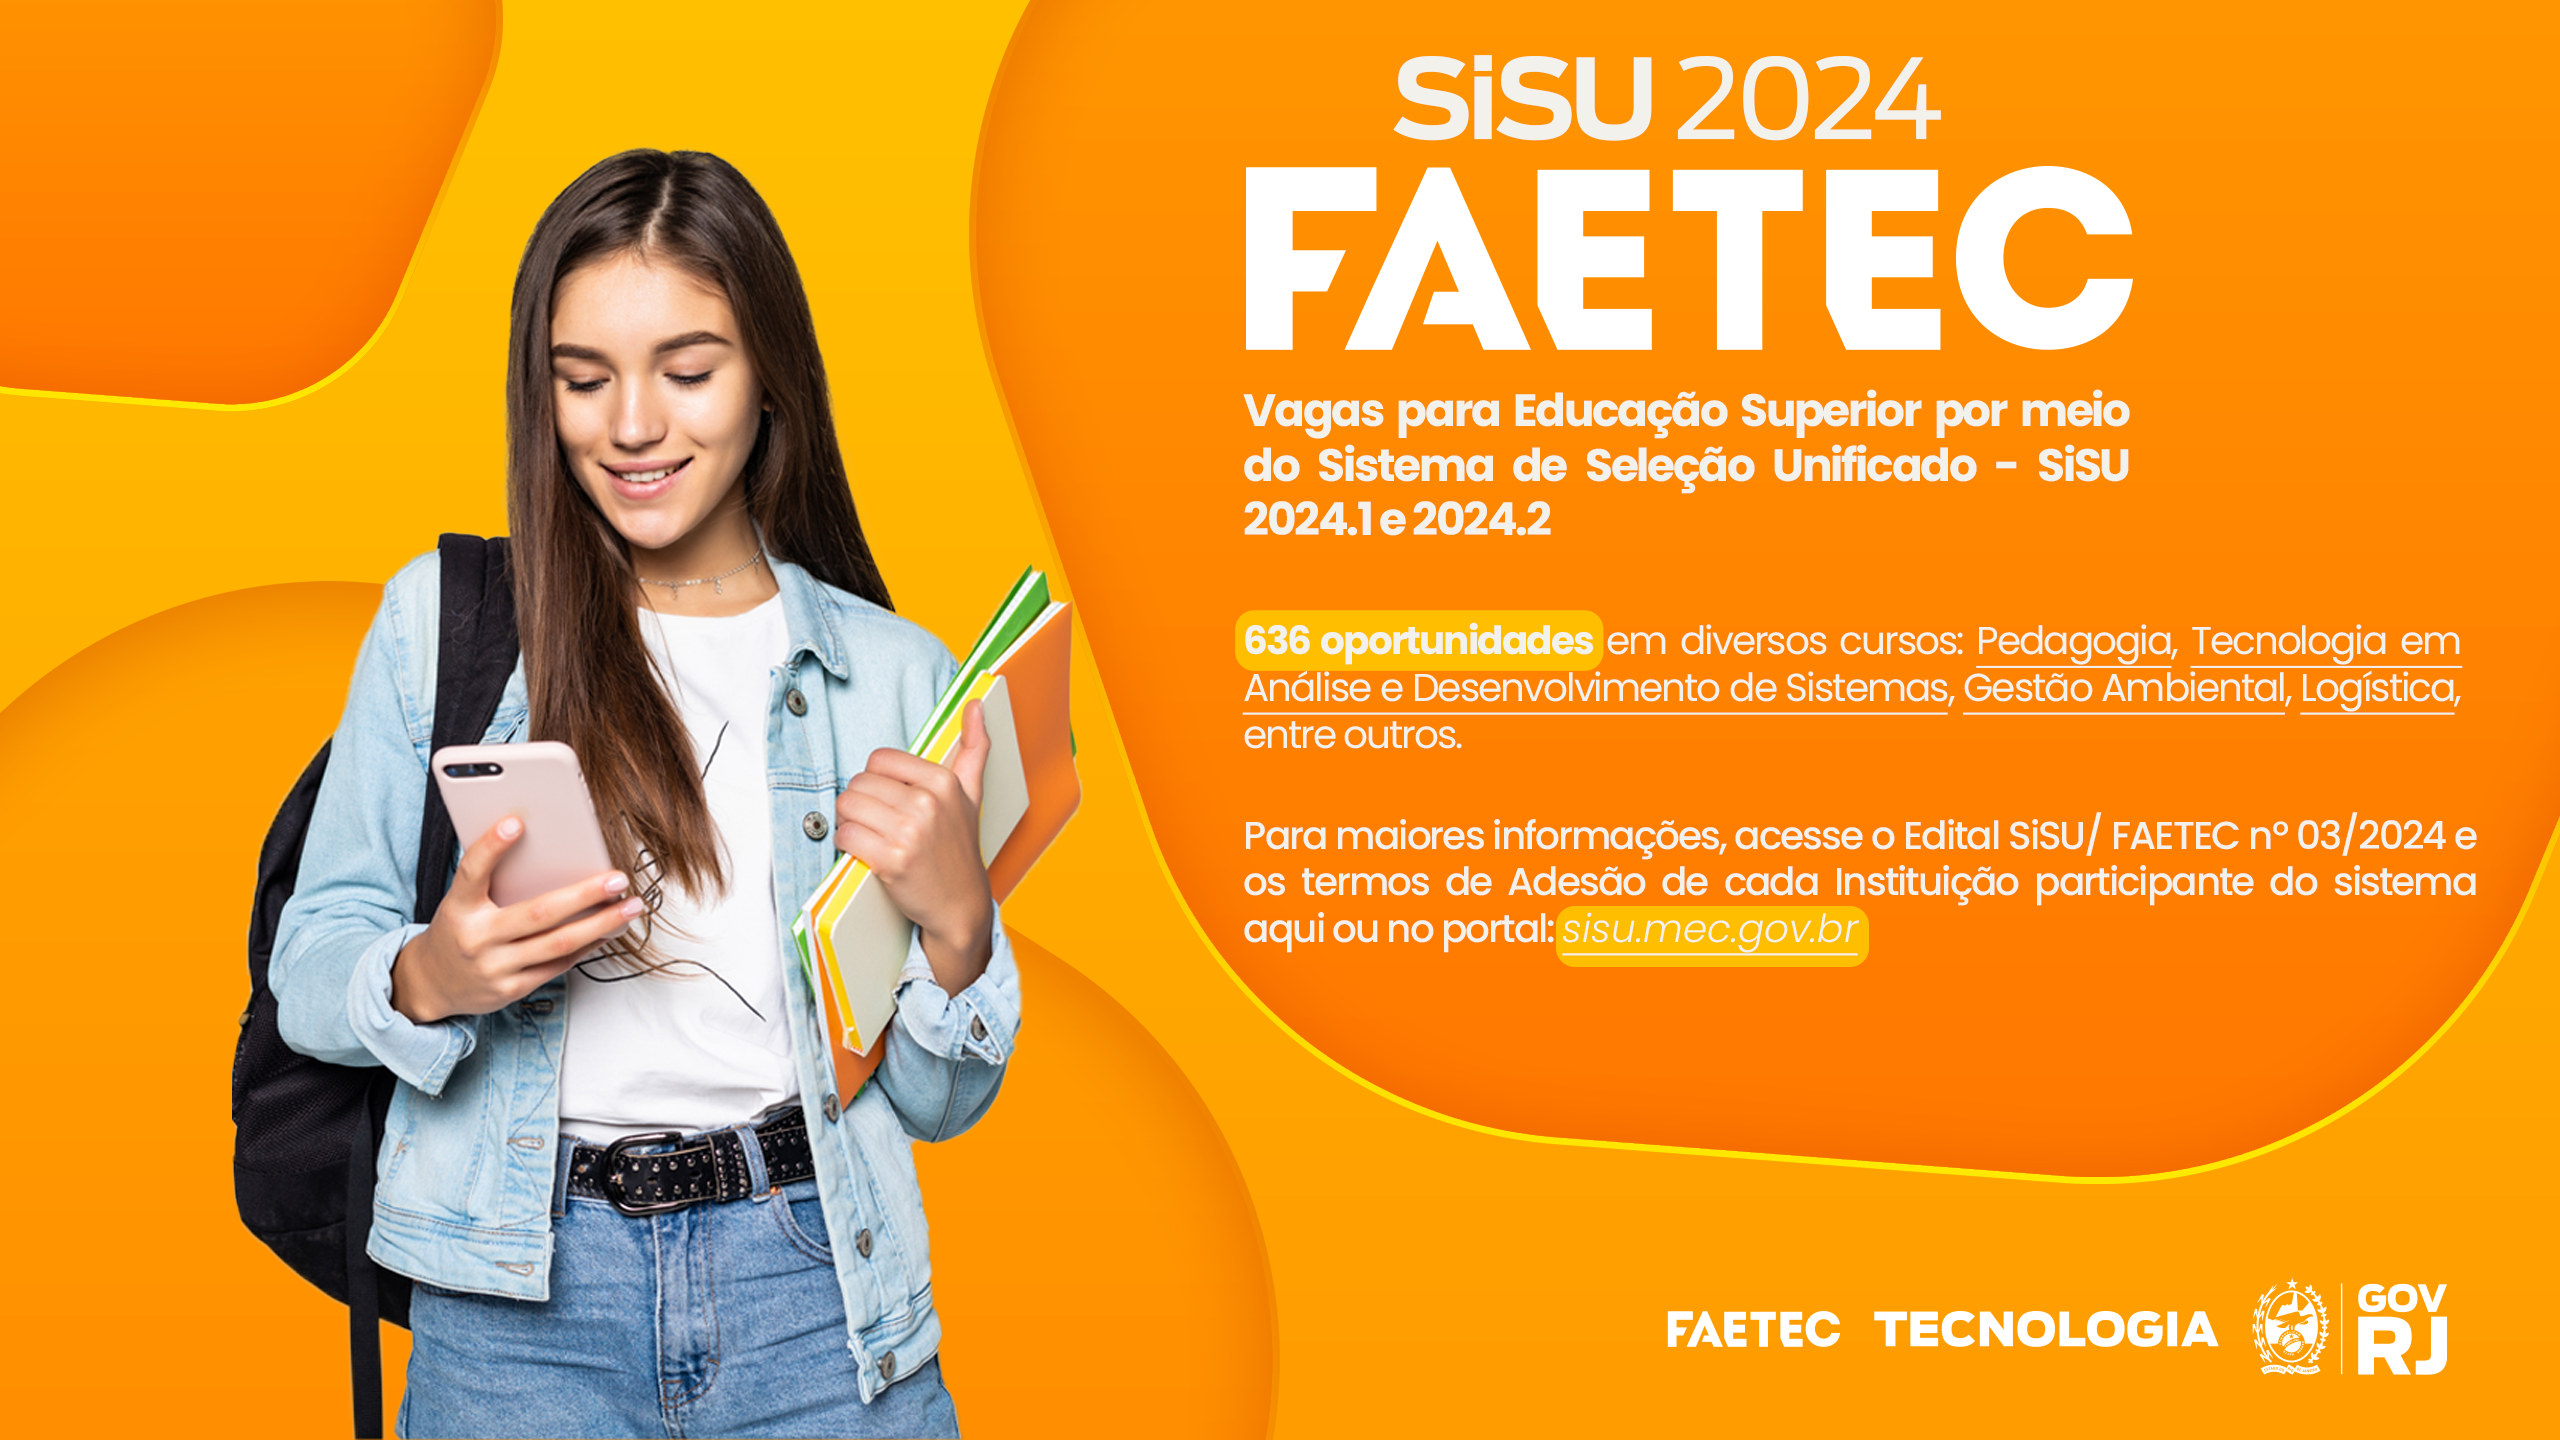 SiSU 2024
FAETEC
Vagas para Educação Superior por meio
do Sistema de Seleção Unificado - SiSU
2024.1 e 2024.2
636 oportunidades em diversos cursos: Pedagogia, Tecnologia em
Análise e Desenvolvimento de Sistemas, Gestão Ambiental, Logística,
entre outros.
Para maiores informações, acesse o Edital SiSU/ FAETEC nº 03/2024 e
os termos de Adesão de cada Instituição participante do sistema
aqui ou no portal: sisu.mec.gov.br
FAETEC TECNOLOGIA GOV
RJ